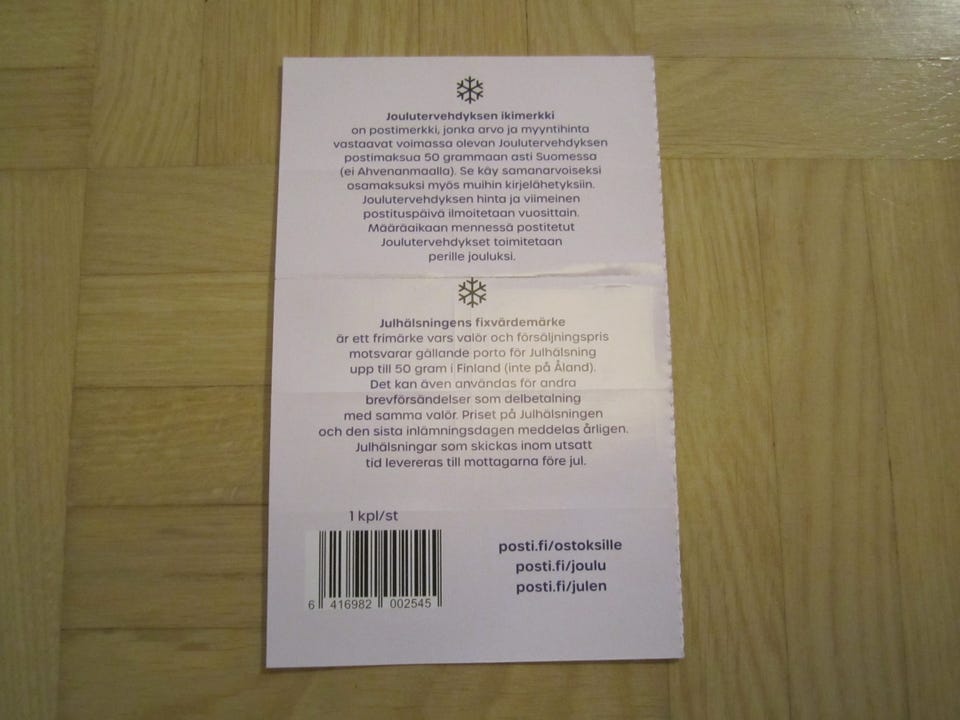 Joulutervehdyksen ikimerkki
on postimerkki, jonka arvo ja myyntihinta
vastaavat voimassa olevan Joulutervehdyksen
postimaksua 50 grammaan asti Suomessa
(ei Ahvenanmaalla). Se käy samanarvoiseksi
osamaksuksi myös muihin kirjelähetyksiin.
Joulutervehdyksen hinta ja viimeinen
postituspäivä ilmoitetaan vuosittain.
Määräaikaan mennessä postitetut
Joulutervehdykset toimitetaan
perille jouluksi.
Julhälsningens fixvärdemärke
är ett frimärke vars valör och försäljningspris
motsvarar gällande porto för Julhälsning
upp till 50 gram i Finland (inte på Åland).
Det kan även användas för andra
brevförsändelser som delbetalning
med samma valör. Priset på Julhälsningen
och den sista inlämningsdagen meddelas årligen.
Julhälsningar som skickas inom utsatt
tid levereras till mottagarna före jul.
1 kpl/st
6 416982 002545
posti.fi/ostoksille
posti.fi/joulu
posti.fi/julen